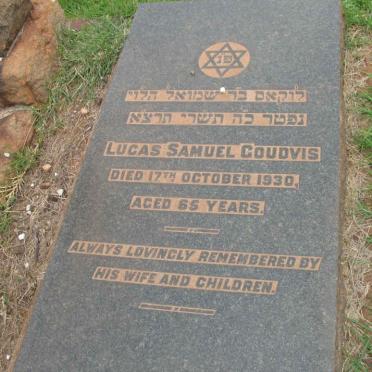 לוקאס בר שמואל הלוי
נפטר כה תשרי תרצא
LUCAS SAMUEL GOUDVIS
DIED 17TH OCTOBER 1930,
AGED 65 YEARS.
ALWAYS LOVINGLY REMEMBERED BY
HIS WIFE AND CHILDREN.